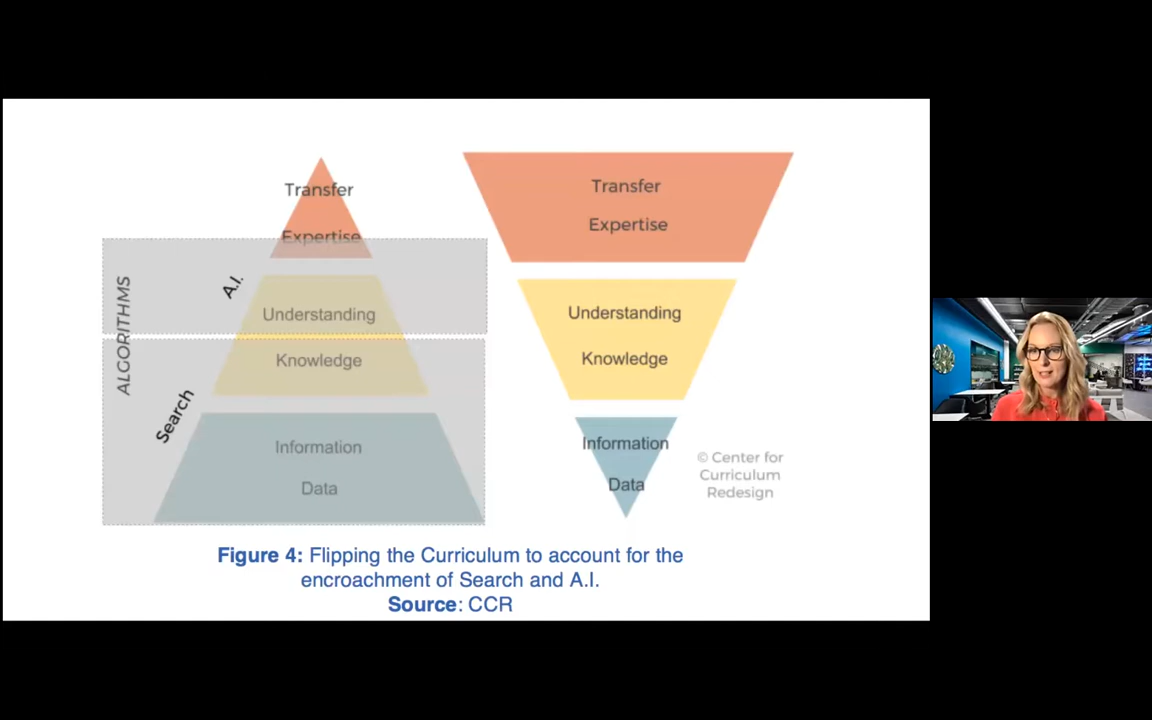 Transfer
Expertise
A.I.
ALGORITHMS
Understanding
Knowledge
Search
Information
Data
Transfer
Expertise
Understanding
Knowledge
Information
Data
© Center for
Curriculum
Redesign
Figure 4: Flipping the Curriculum to account for the
encroachment of Search and A.I.
Source: CCR